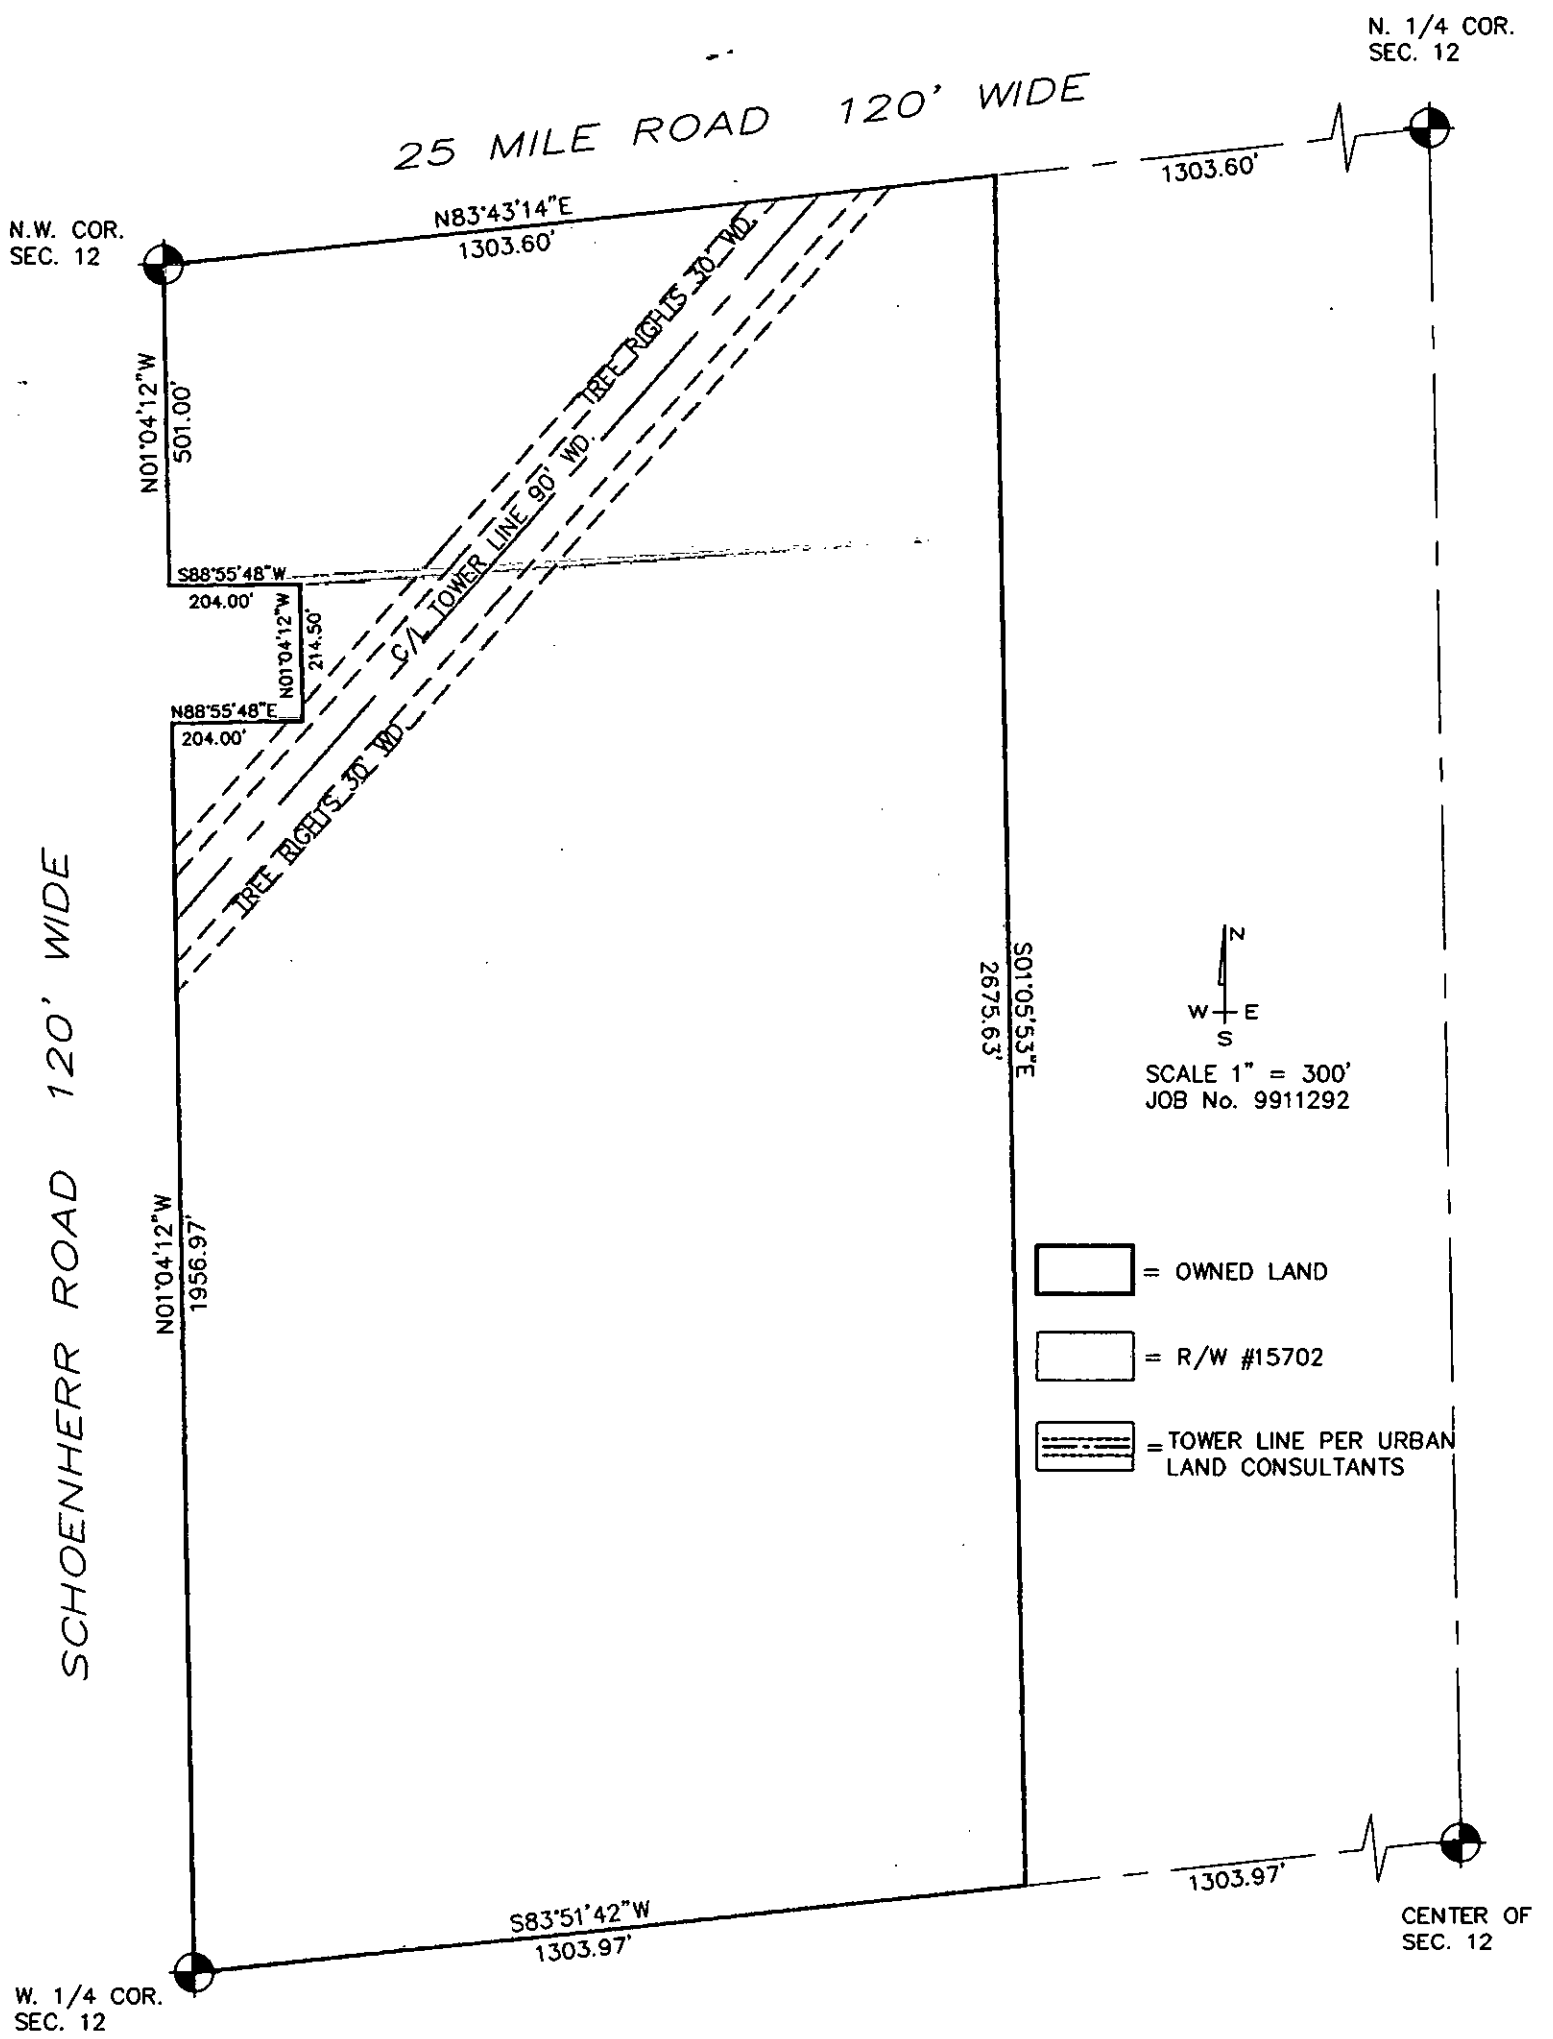 N. 1/4 COR.
SEC. 12
25 MILE ROAD 120' WIDE
1303.60'
N.W. COR.
SEC. 12
N83°43'14"E
1303.60'
TREE RIGHTS 30' WD.
N01°04'12"W
501.00'
C/L TOWER LINE 90' WD.
S88°55'48"W
204.00'
N01°04'12"W
214.50'
N88°55'48"E
204.00'
TREE RIGHTS 30' WD.
SCHOENHERR ROAD 120' WIDE
S01°05'53"E
2675.63'
N
W E
S
SCALE 1" = 300'
JOB No. 9911292
N01°04'12"W
1956.97'
= OWNED LAND
= R/W #15702
= TOWER LINE PER URBAN
LAND CONSULTANTS
S83°51'42"W
1303.97'
1303.97'
CENTER OF
SEC. 12
W. 1/4 COR.
SEC. 12